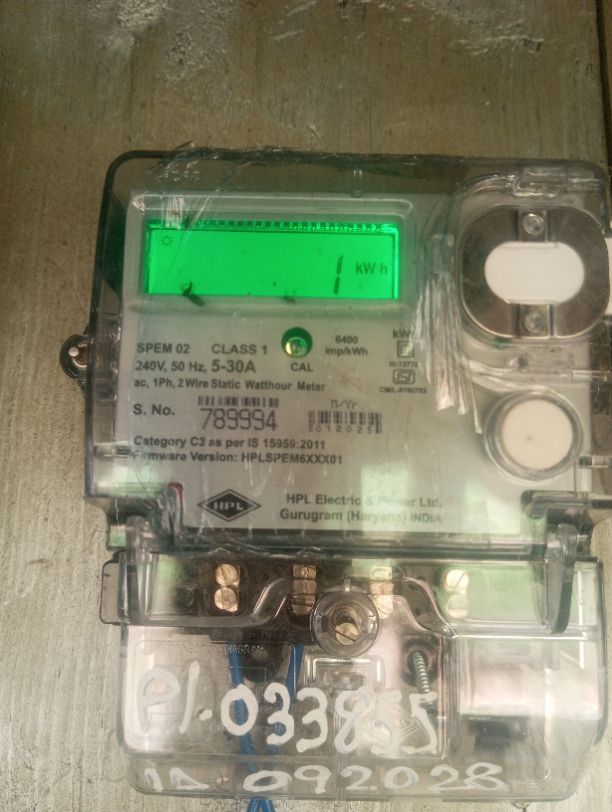 1 kWh
SPEM 02 CLASS 1
6400 imp/kWh
240V, 50 Hz, 5-30A
CAL
ac, 1Ph, 2 Wire Static Watthour Meter
S. No. 789994
M/Yr
012025
Category C3 as per IS 15959:2011
Firmware Version: HPLSPEM6XXX01
HPL
HPL Electric & Power Ltd.
Gurugram (Haryana) INDIA
033855
092028